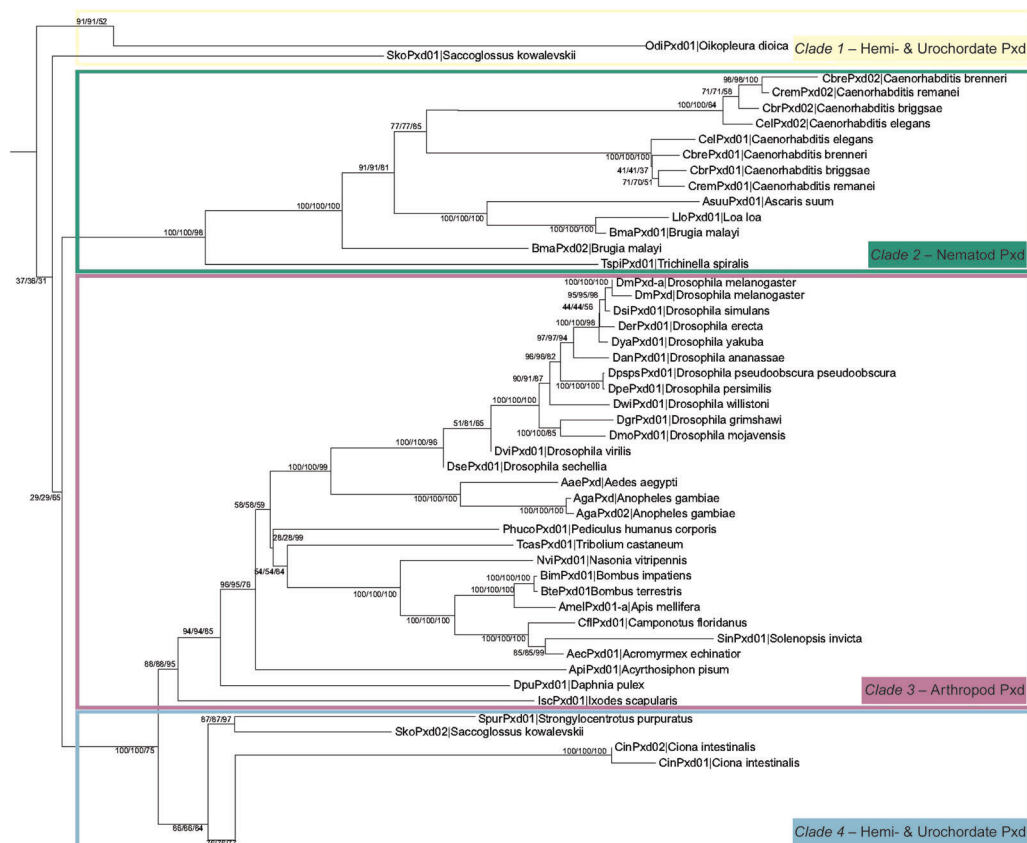 91/91/52
OdiPxd01|Oikopleura dioica
Clade 1 – Hemi- & Urochordate Pxd
SkoPxd01|Saccoglossus kowalevskii
CbrePxd02|Caenorhabditis brenneri
98/98/100
CremPxd02|Caenorhabditis remanei
71/71/58
CbrPxd02|Caenorhabditis briggsae
100/100/64
CelPxd02|Caenorhabditis elegans
77/77/85
CelPxd01|Caenorhabditis elegans
100/100/100
CbrePxd01|Caenorhabditis brenneri
91/91/81
41/41/37
CbrPxd01|Caenorhabditis briggsae
71/70/51
CremPxd01|Caenorhabditis remanei
AsuuPxd01|Ascaris suum
100/100/100
100/100/100
LloPxd01|Loa loa
100/100/100
BmaPxd01|Brugia malayi
100/100/98
BmaPxd02|Brugia malayi
Clade 2 – Nematod Pxd
TspiPxd01|Trichinella spiralis
37/36/31
100/100/100
DmPxd-a|Drosophila melanogaster
95/95/98
DmPxd|Drosophila melanogaster
44/44/56
DsiPxd01|Drosophila simulans
100/100/98
DerPxd01|Drosophila erecta
97/97/94
DyaPxd01|Drosophila yakuba
96/96/82
DanPxd01|Drosophila ananassae
90/91/87
DpspsPxd01|Drosophila pseudoobscura pseudoobscura
100/100/100
DpePxd01|Drosophila persimilis
100/100/100
DwiPxd01|Drosophila willistoni
DgrPxd01|Drosophila grimshawi
51/81/65
100/100/85
DmoPxd01|Drosophila mojavensis
100/100/96
DviPxd01|Drosophila virilis
100/100/99
DsePxd01|Drosophila sechellia
29/29/65
AaePxd|Aedes aegypti
100/100/100
AgaPxd|Anopheles gambiae
58/58/59
100/100/100
AgaPxd02|Anopheles gambiae
PhucoPxd01|Pediculus humanus corporis
28/28/99
TcasPxd01|Tribolium castaneum
NviPxd01|Nasonia vitripennis
54/54/64
100/100/100
BimPxd01|Bombus impatiens
96/95/76
100/100/100
100/100/100
BtePxd01Bombus terrestris
AmelPxd01-a|Apis mellifera
100/100/100
CflPxd01|Camponotus floridanus
94/94/85
100/100/100
SinPxd01|Solenopsis invicta
85/85/99
AecPxd01|Acromyrmex echinatior
88/88/95
ApiPxd01|Acyrthosiphon pisum
DpuPxd01|Daphnia pulex
Clade 3 – Arthropod Pxd
IscPxd01|Ixodes scapularis
87/87/97
SpurPxd01|Strongylocentrotus purpuratus
SkoPxd02|Saccoglossus kowalevskii
100/100/75
100/100/100
CinPxd02|Ciona intestinalis
CinPxd01|Ciona intestinalis
Clade 4 – Hemi- & Urochordate Pxd